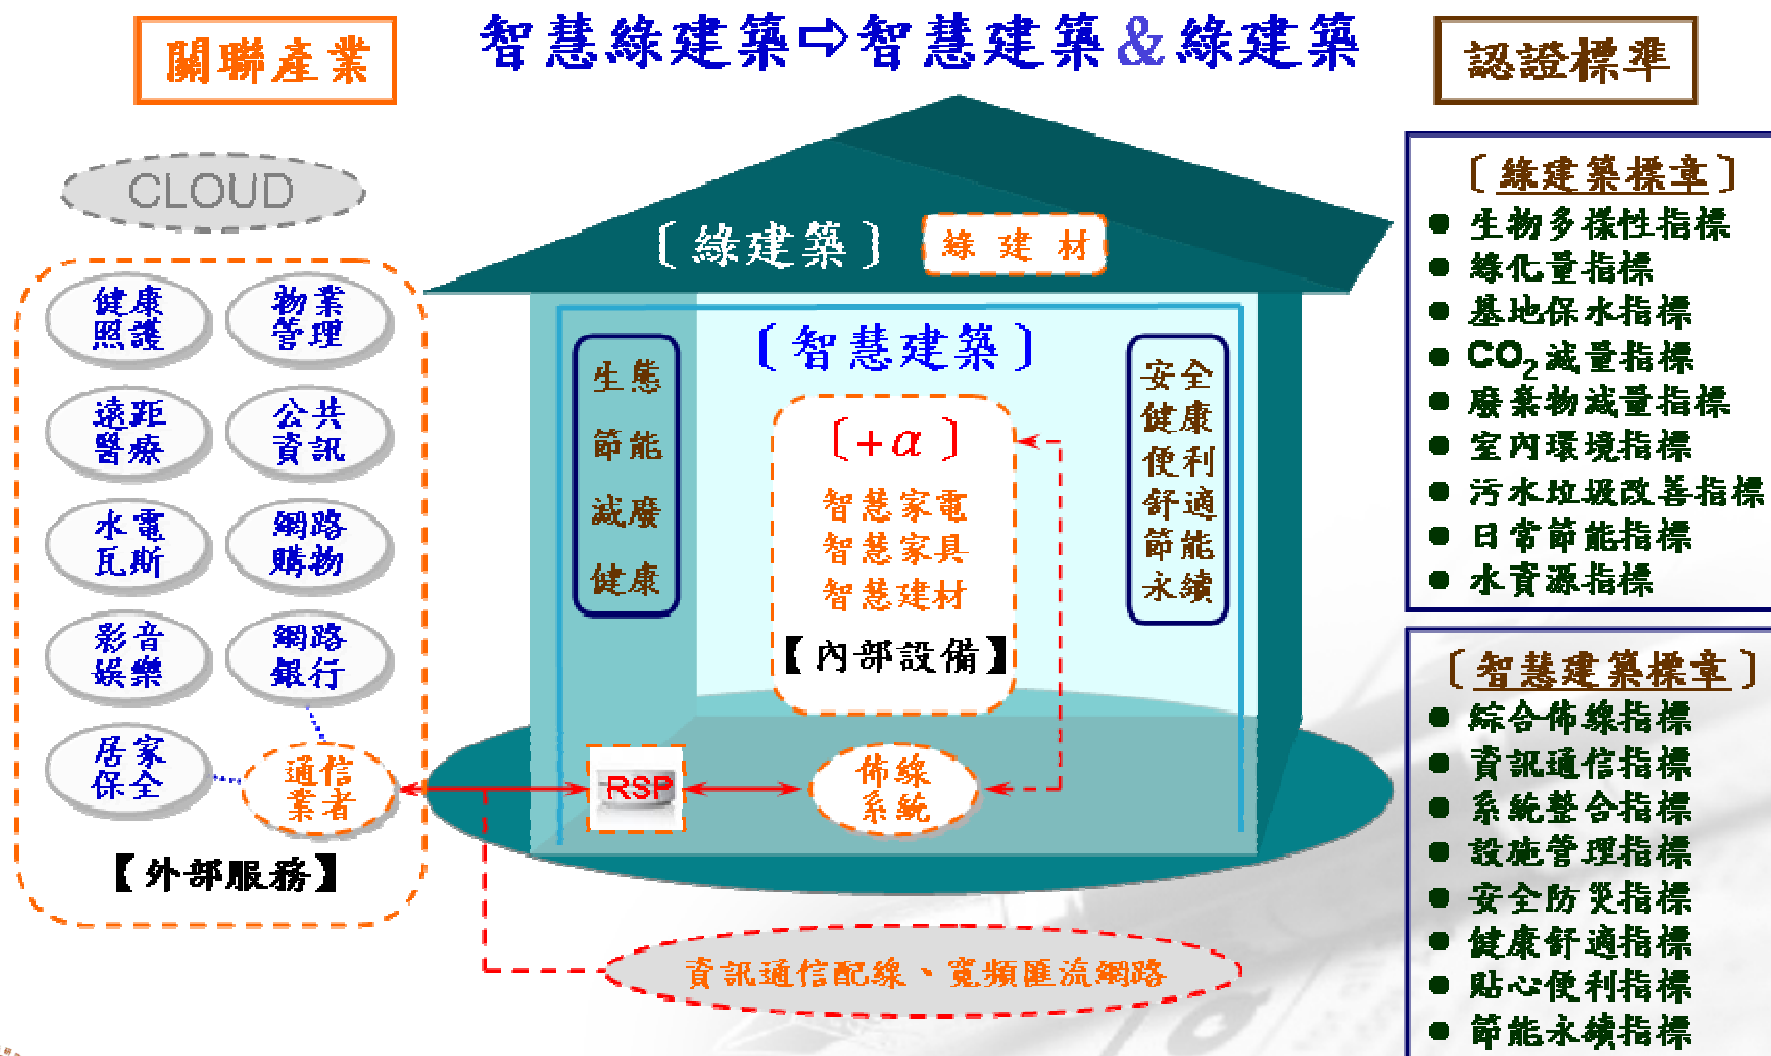 智慧綠建築⇨智慧建築&綠建築
關聯產業
認證標準
CLOUD
健康
照護
物業
管理
遠距
醫療
公共
資訊
水電
瓦斯
網路
購物
影音
娛樂
網路
銀行
居家
保全
通信
業者
【外部服務】
〔綠建築〕
綠建材
〔智慧建築〕
生態
節能
減廢
健康
〔+α〕
智慧家電
智慧家具
智慧建材
【內部設備】
安全
健康
便利
舒適
節能
永續
RSP
佈線
系統
資訊通信配線、寬頻匯流網路
〔綠建築標章〕
● 生物多樣性指標
● 綠化量指標
● 基地保水指標
● CO₂減量指標
● 廢棄物減量指標
● 室內環境指標
● 污水垃圾改善指標
● 日常節能指標
● 水資源指標
〔智慧建築標章〕
● 綜合佈線指標
● 資訊通信指標
● 系統整合指標
● 設施管理指標
● 安全防災指標
● 健康舒適指標
● 貼心便利指標
● 節能永續指標